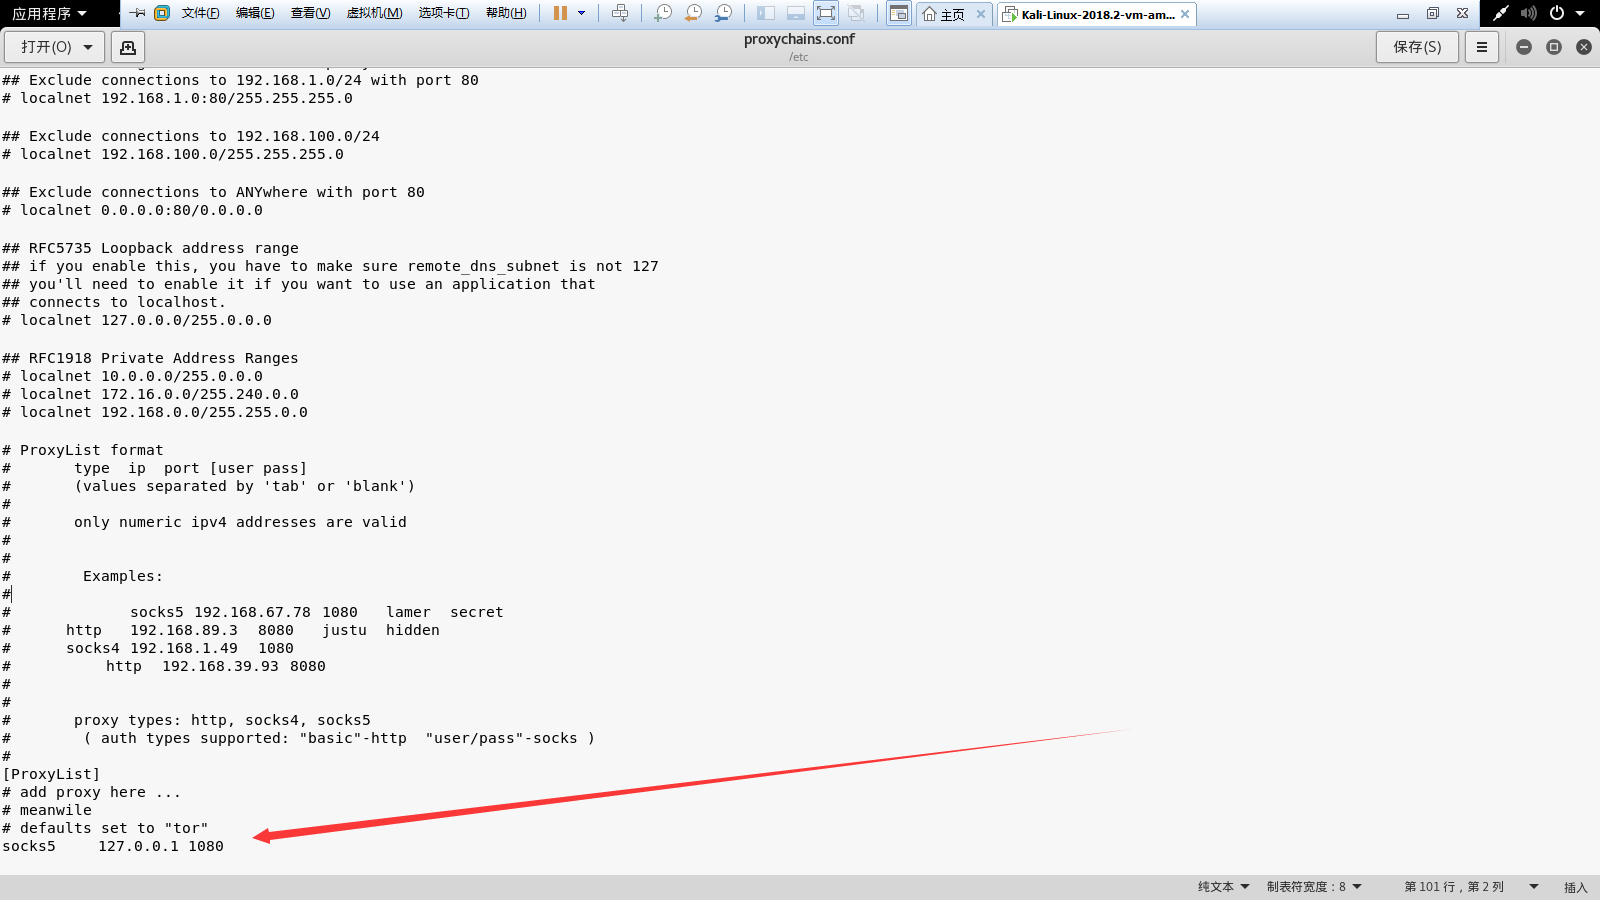 应用程序 文件(F) 编辑(E) 查看(V) 虚拟机(M) 选项卡(T) 帮助(H) 主页 Kali-Linux-2018.2-vm-am...
打开(O) proxychains.conf 保存(S)
/etc
## Exclude connections to 192.168.1.0/24 with port 80
# localnet 192.168.1.0:80/255.255.255.0
## Exclude connections to 192.168.100.0/24
# localnet 192.168.100.0/255.255.255.0
## Exclude connections to ANYwhere with port 80
# localnet 0.0.0.0:80/0.0.0.0
## RFC5735 Loopback address range
## if you enable this, you have to make sure remote_dns_subnet is not 127
## you'll need to enable it if you want to use an application that
## connects to localhost.
# localnet 127.0.0.0/255.0.0.0
## RFC1918 Private Address Ranges
# localnet 10.0.0.0/255.0.0.0
# localnet 172.16.0.0/255.240.0.0
# localnet 192.168.0.0/255.255.0.0
# ProxyList format
# type ip port [user pass]
# (values separated by 'tab' or 'blank')
#
# only numeric ipv4 addresses are valid
#
#
# Examples:
#
# socks5 192.168.67.78 1080 lamer secret
# http 192.168.89.3 8080 justu hidden
# socks4 192.168.1.49 1080
# http 192.168.39.93 8080
#
#
# proxy types: http, socks4, socks5
# ( auth types supported: "basic"-http "user/pass"-socks )
#
[ProxyList]
# add proxy here ...
# meanwile
# defaults set to "tor"
socks5 127.0.0.1 1080
纯文本 制表符宽度：8 第 101 行，第 2 列 插入